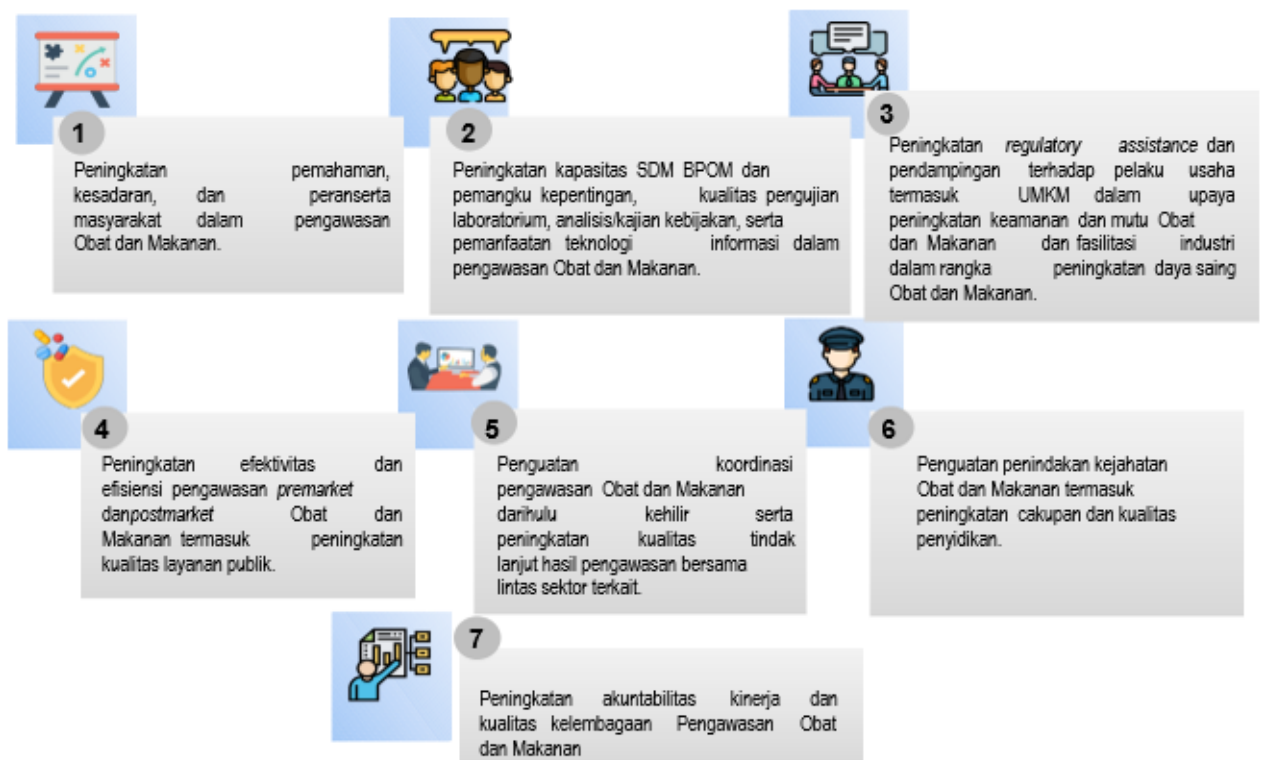 1
Peningkatan pemahaman,
kesadaran, dan peranserta
masyarakat dalam pengawasan
Obat dan Makanan.
2
Peningkatan kapasitas SDM BPOM dan
pemangku kepentingan, kualitas pengujian
laboratorium, analisis/kajian kebijakan, serta
pemanfaatan teknologi informasi dalam
pengawasan Obat dan Makanan.
3
Peningkatan regulatory assistance dan
pendampingan terhadap pelaku usaha
termasuk UMKM dalam upaya
peningkatan keamanan dan mutu Obat
dan Makanan dan fasilitasi industri
dalam rangka peningkatan daya saing
Obat dan Makanan.
4
Peningkatan efektivitas dan
efisiensi pengawasan premarket
danpostmarket Obat dan
Makanan termasuk peningkatan
kualitas layanan publik.
5
Penguatan koordinasi
pengawasan Obat dan Makanan
darihulu kehilir serta
peningkatan kualitas tindak
lanjut hasil pengawasan bersama
lintas sektor terkait.
6
Penguatan penindakan kejahatan
Obat dan Makanan termasuk
peningkatan cakupan dan kualitas
penyidikan.
7
Peningkatan akuntabilitas kinerja dan
kualitas kelembagaan Pengawasan Obat
dan Makanan